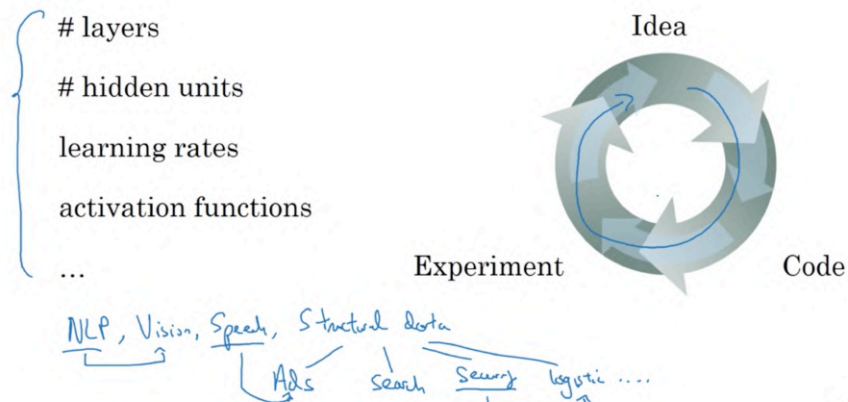 # layers
Idea
# hidden units
learning rates
activation functions
...
Experiment
Code
NLP, Vision, Speech, Structural data
Ads Search Security logistic ....